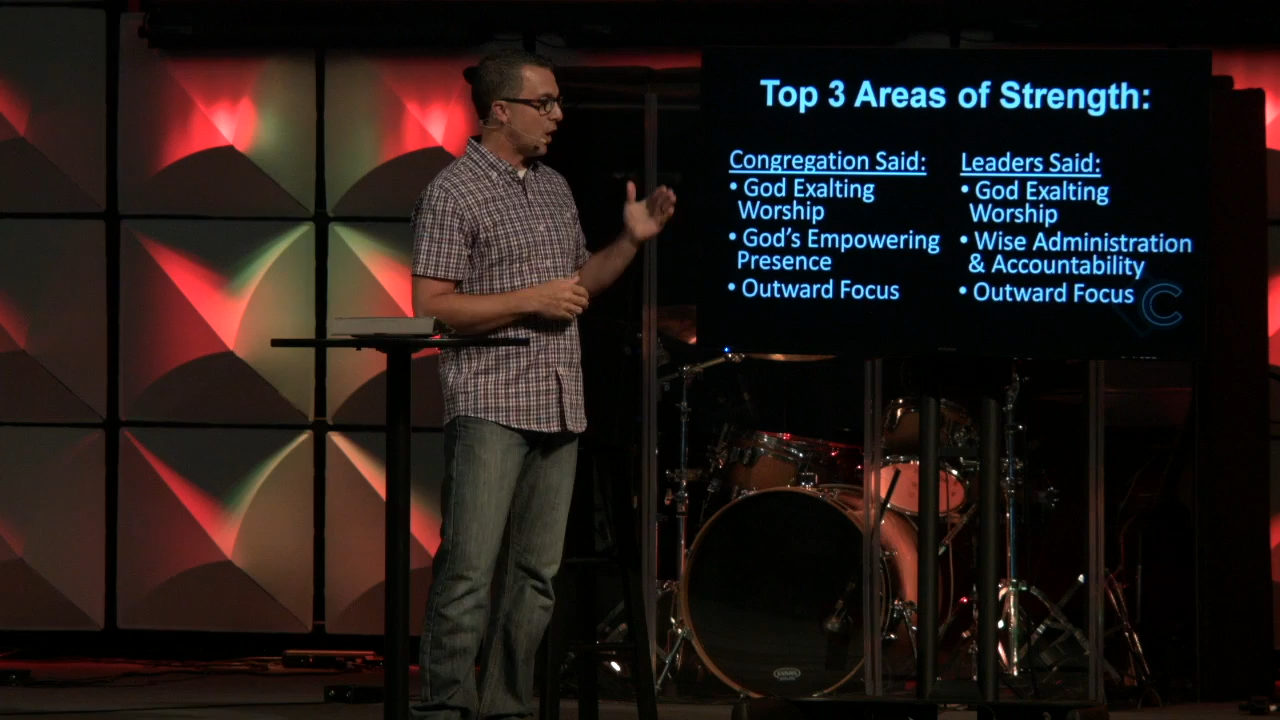 Top 3 Areas of Strength:
Congregation Said:
• God Exalting
Worship
• God's Empowering
Presence
• Outward Focus
Leaders Said:
• God Exalting
Worship
• Wise Administration
& Accountability
• Outward Focus
C